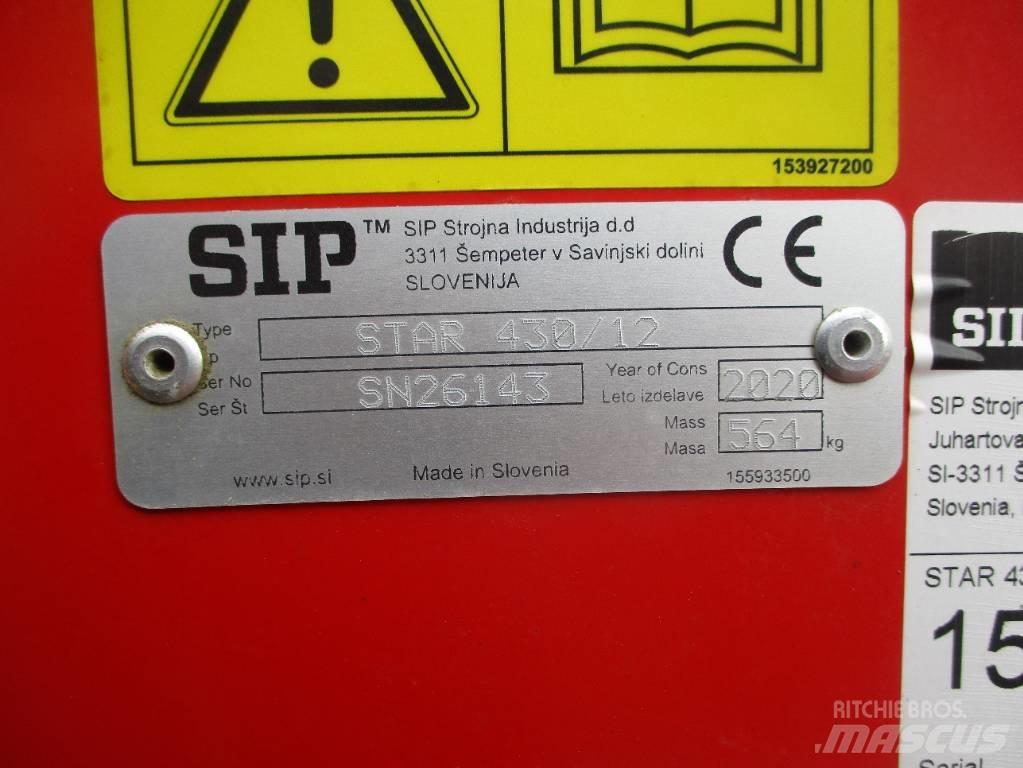 153927200
SIP™ SIP Strojna Industrija d.d
3311 Šempeter v Savinjski dolini
SLOVENIJA
CE
Type
STAR 430/12
Ser No
Ser Št
SN26143
Year of Cons
Leto izdelave
2020
Mass
Masa
564 kg
www.sip.si
Made in Slovenia
155933500
SIP Strojn
Juhartova
SI-3311 Š
Slovenia,
STAR 43
15
Serial
RITCHIE BROS.
MASCUS